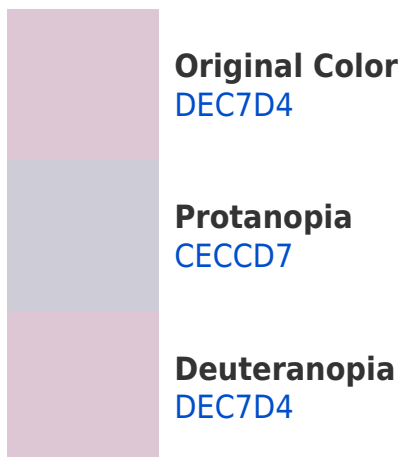 Original Color
DEC7D4
Protanopia
CECCD7
Deuteranopia
DEC7D4